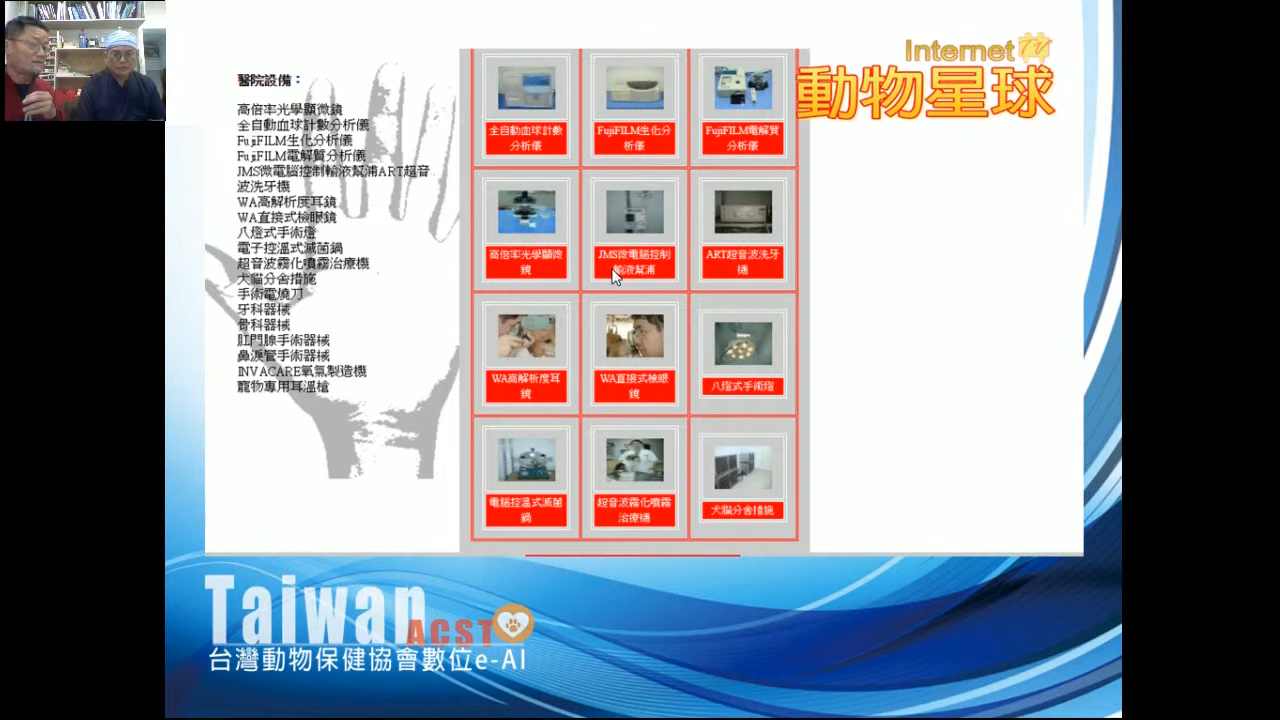 Internet TV
動物星球
醫院設備：
高倍率光學顯微鏡
全自動血球計數分析儀
FujiFILM生化分析儀
FujiFILM電解質分析儀
JMS微電腦控制輸液幫浦ART超音
波洗牙機
WA高解析度耳鏡
WA直接式檢眼鏡
八燈式手術燈
電子控溫式滅菌鍋
超音波霧化噴霧治療機
犬貓分舍措施
手術電燒刀
牙科器械
骨科器械
肛門腺手術器械
鼻淚管手術器械
INVACARE氧氣製造機
寵物專用耳溫槍
全自動血球計數
分析儀
FujiFILM生化分
析儀
FujiFILM電解質
分析儀
高倍率光學顯微
鏡
JMS微電腦控制
輸液幫浦
ART超音波洗牙
機
WA高解析度耳
鏡
WA直接式檢眼
鏡
八燈式手術燈
電腦控溫式滅菌
鍋
超音波霧化噴霧
治療機
犬貓分舍措施
Taiwan
ACST
台灣動物保健協會數位e-AI